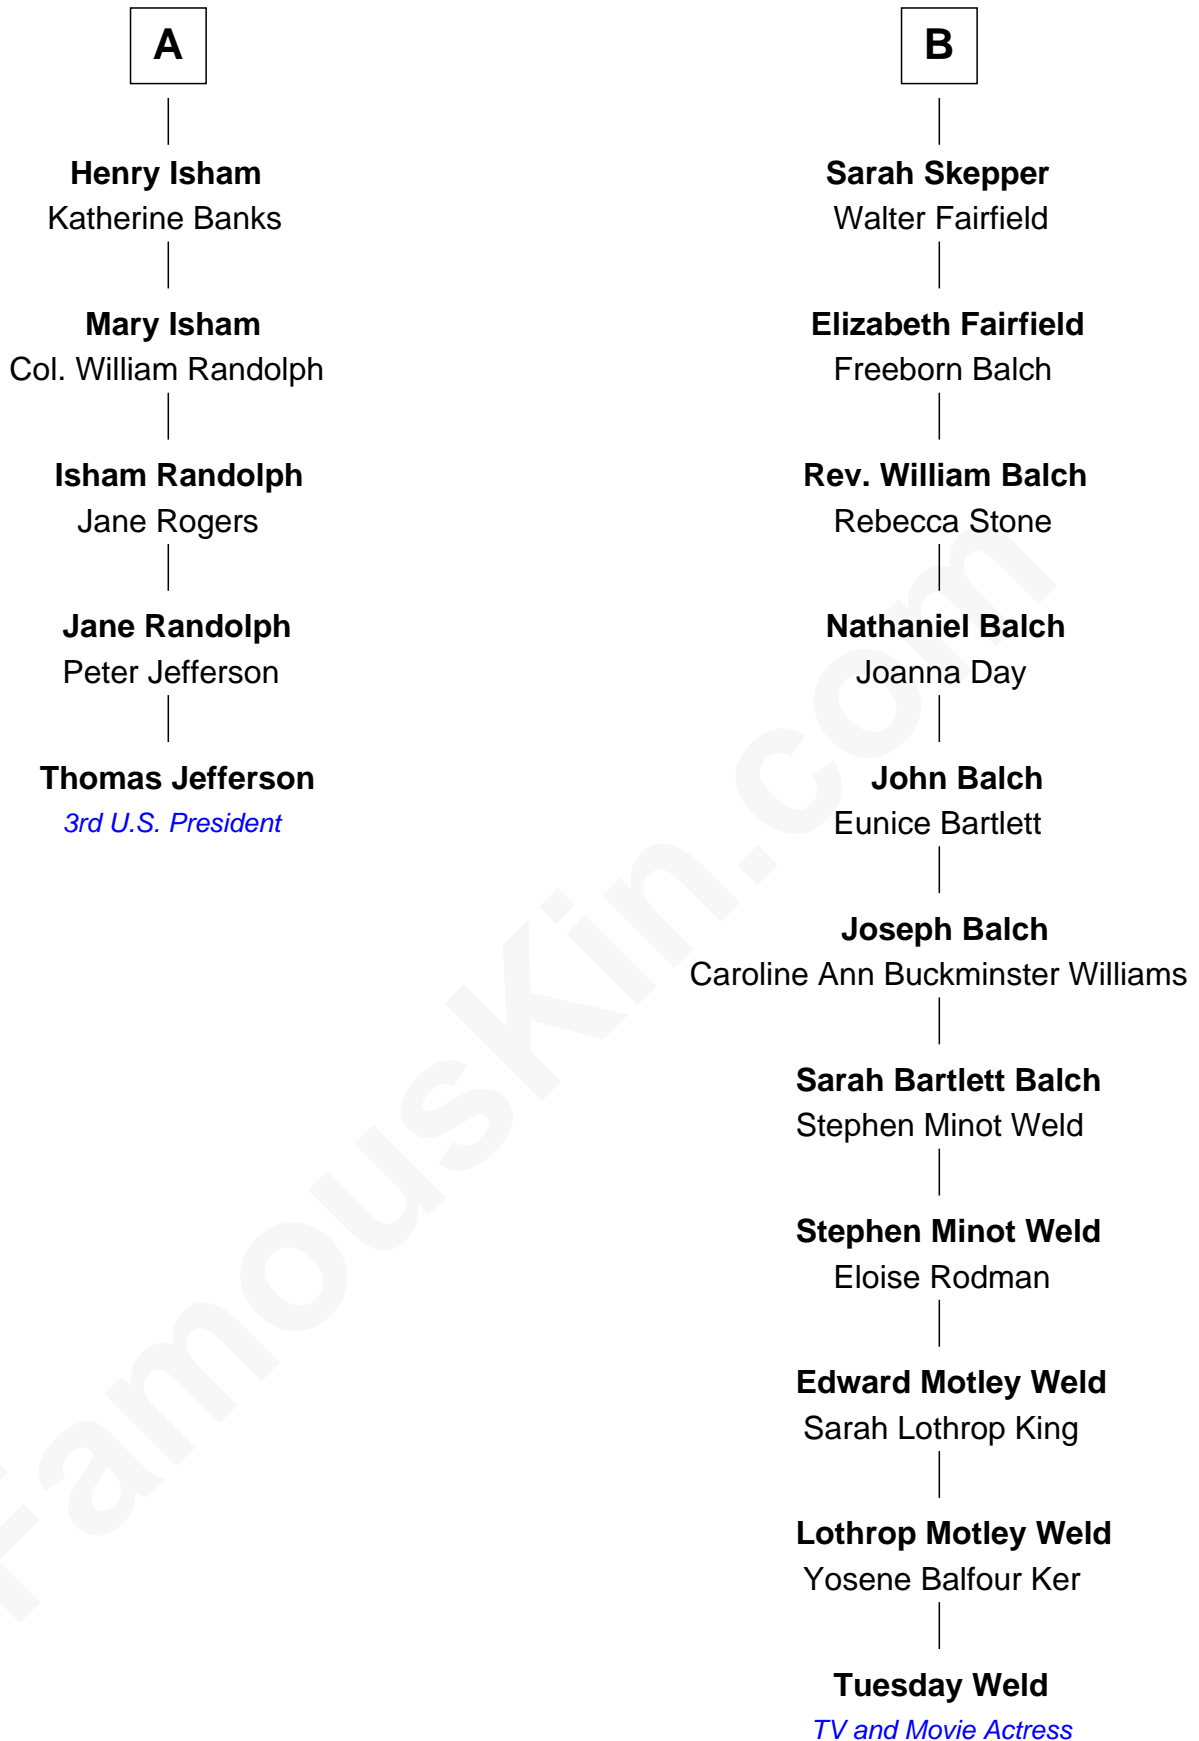 A
Henry Isham
Katherine Banks
Mary Isham
Col. William Randolph
Isham Randolph
Jane Rogers
Jane Randolph
Peter Jefferson
Thomas Jefferson
3rd U.S. President
B
Sarah Skepper
Walter Fairfield
Elizabeth Fairfield
Freeborn Balch
Rev. William Balch
Rebecca Stone
Nathaniel Balch
Joanna Day
John Balch
Eunice Bartlett
Joseph Balch
Caroline Ann Buckminster Williams
Sarah Bartlett Balch
Stephen Minot Weld
Stephen Minot Weld
Eloise Rodman
Edward Motley Weld
Sarah Lothrop King
Lothrop Motley Weld
Yosene Balfour Ker
Tuesday Weld
TV and Movie Actress
FamousKin.com